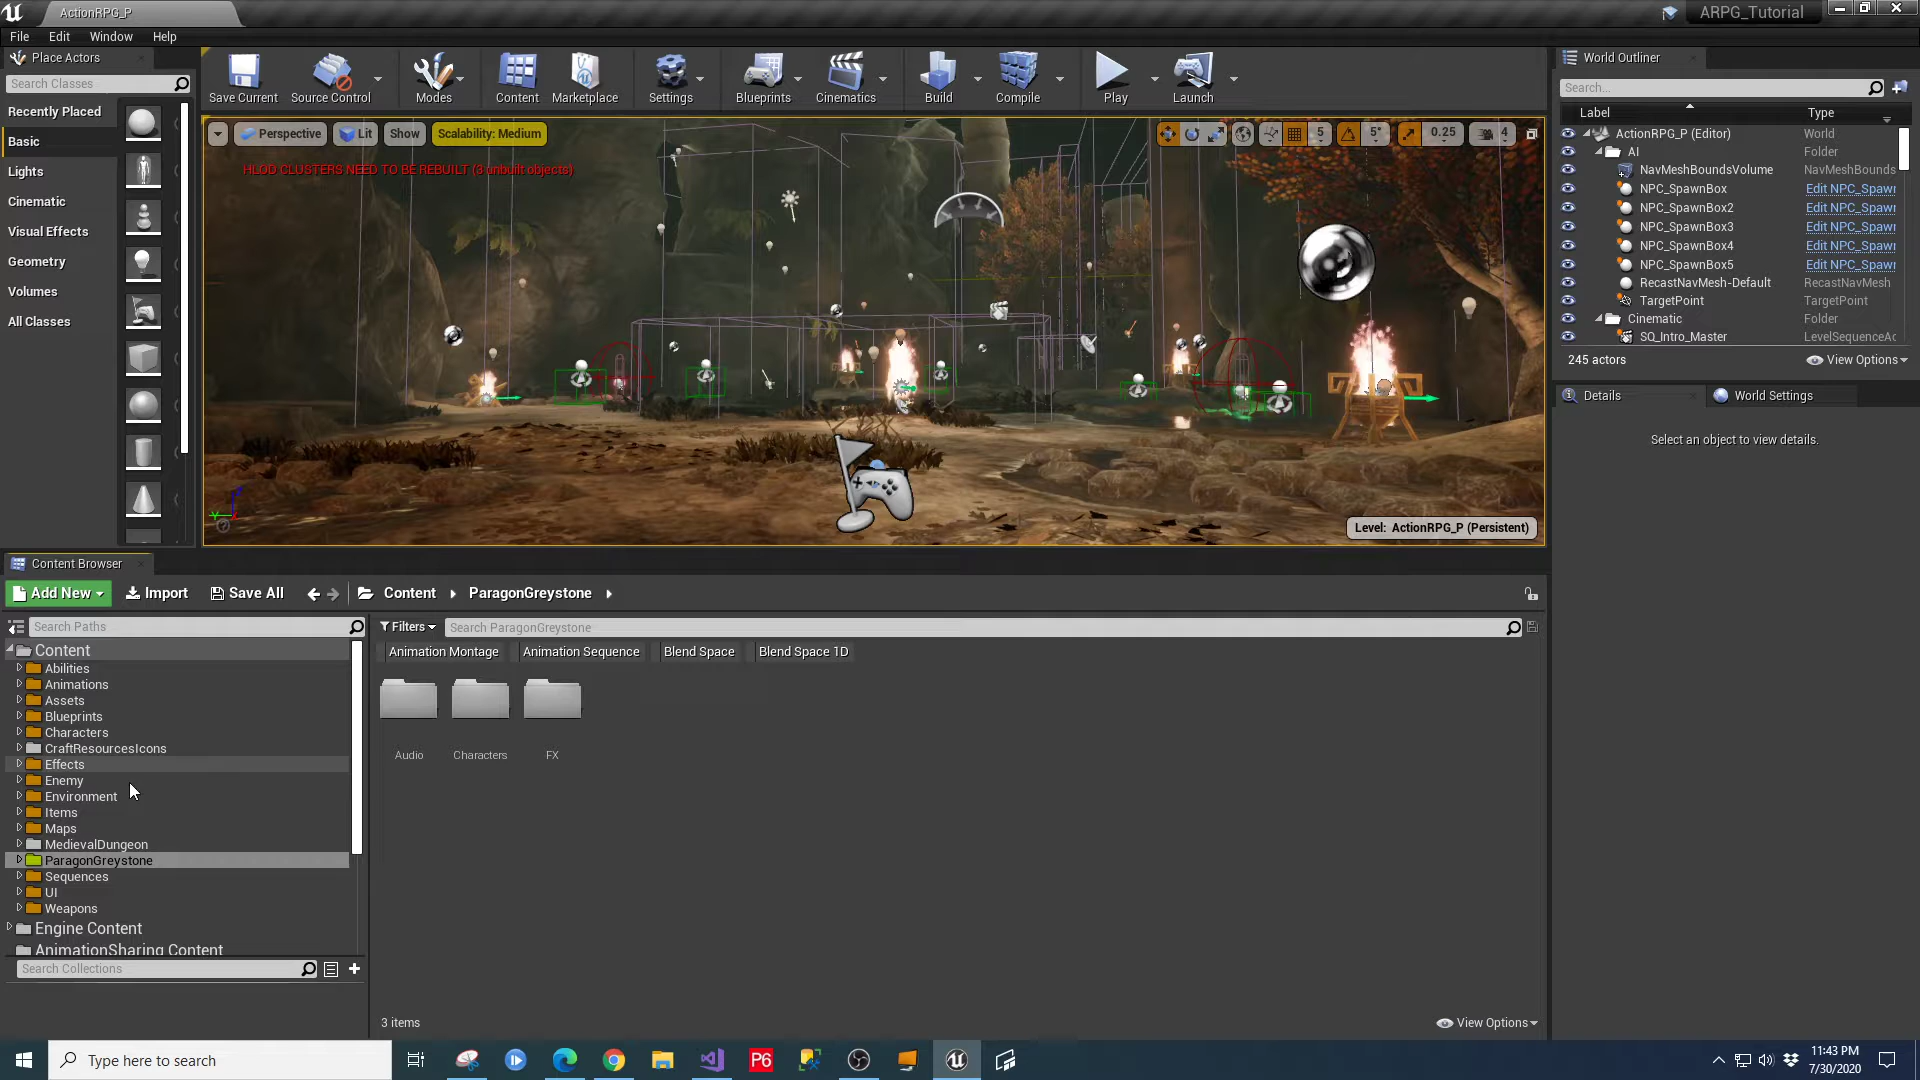 ActionRPG_P
ARPG_Tutorial
File Edit Window Help
Place Actors
Search Classes
Recently Placed
Basic
Lights
Cinematic
Visual Effects
Geometry
Volumes
All Classes
Save Current
Source Control
Modes
Content
Marketplace
Settings
Blueprints
Cinematics
Build
Compile
Play
Launch
Perspective
Lit
Show
Scalability: Medium
5
5°
0.25
4
HLOD CLUSTERS NEED TO BE REBUILT (3 unbuilt objects)
Level: ActionRPG_P (Persistent)
World Outliner
Search...
Label Type
ActionRPG_P (Editor) World
AI Folder
NavMeshBoundsVolume NavMeshBounds
NPC_SpawnBox Edit NPC_Spawn
NPC_SpawnBox2 Edit NPC_Spawn
NPC_SpawnBox3 Edit NPC_Spawn
NPC_SpawnBox4 Edit NPC_Spawn
NPC_SpawnBox5 Edit NPC_Spawn
RecastNavMesh-Default RecastNavMesh
TargetPoint TargetPoint
Cinematic Folder
SQ_Intro_Master LevelSequenceAc
245 actors
View Options
Details
World Settings
Select an object to view details.
Content Browser
Add New
Import
Save All
Content
ParagonGreystone
Search Paths
Filters
Search ParagonGreystone
Animation Montage
Animation Sequence
Blend Space
Blend Space 1D
Content
Abilities
Animations
Assets
Blueprints
Characters
CraftResourcesIcons
Effects
Enemy
Environment
Items
Maps
MedievalDungeon
ParagonGreystone
Sequences
UI
Weapons
Engine Content
AnimationSharing Content
Search Collections
Audio
Characters
FX
3 items
View Options
Type here to search
P6
11:43 PM
7/30/2020